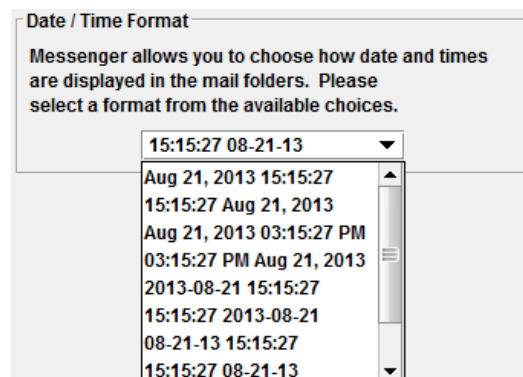 Date / Time Format
Messenger allows you to choose how date and times
are displayed in the mail folders.  Please
select a format from the available choices.
15:15:27 08-21-13
Aug 21, 2013 15:15:27
15:15:27 Aug 21, 2013
Aug 21, 2013 03:15:27 PM
03:15:27 PM Aug 21, 2013
2013-08-21 15:15:27
15:15:27 2013-08-21
08-21-13 15:15:27
15:15:27 08-21-13